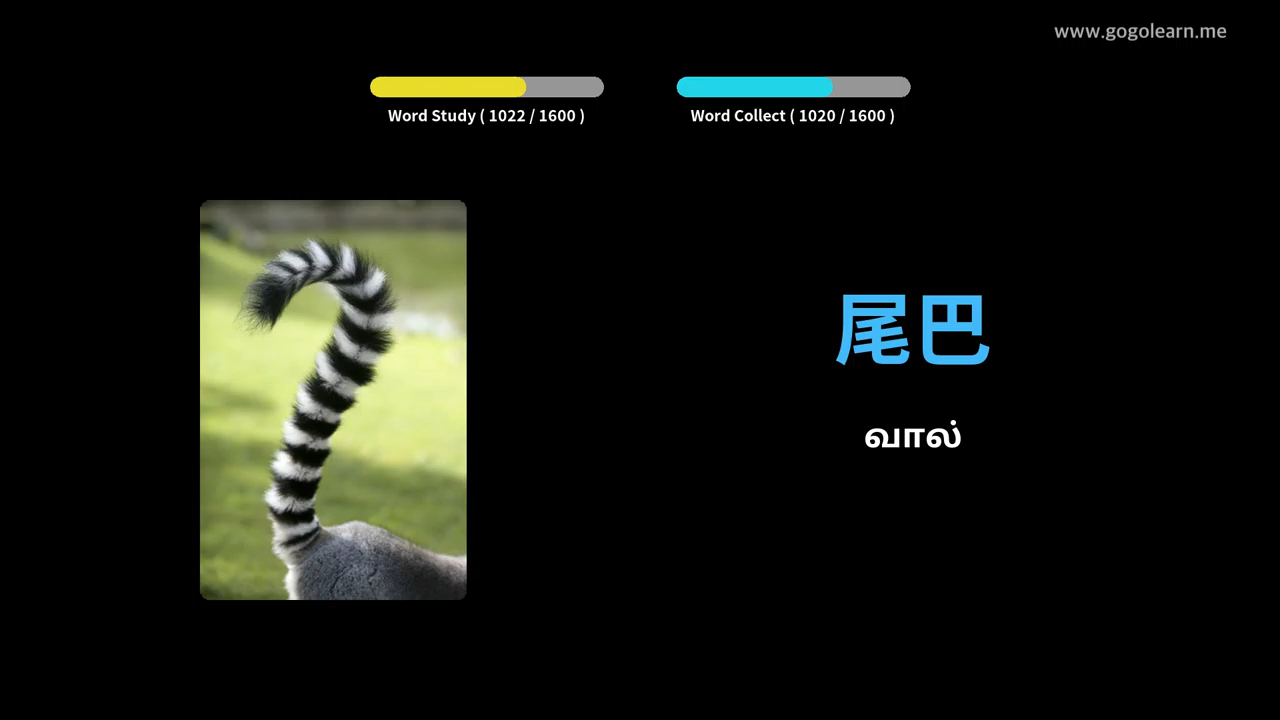 www.gogolearn.me
Word Study ( 1022 / 1600 )
Word Collect ( 1020 / 1600 )
尾巴
வால்